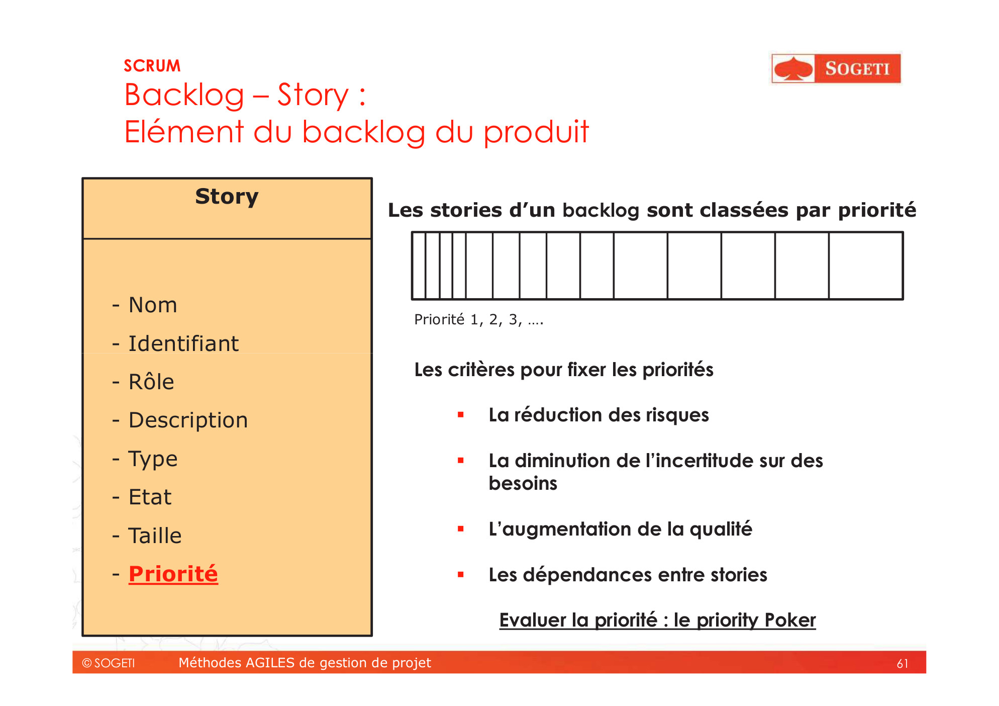 SCRUM
Backlog – Story :
Elément du backlog du produit
SOGETI
Story
- Nom
- Identifiant
- Rôle
- Description
- Type
- Etat
- Taille
- Priorité
Les stories d’un backlog sont classées par priorité
Priorité 1, 2, 3, ….
Les critères pour fixer les priorités
▪ La réduction des risques
▪ La diminution de l’incertitude sur des
besoins
▪ L’augmentation de la qualité
▪ Les dépendances entre stories
Evaluer la priorité : le priority Poker
© SOGETI Méthodes AGILES de gestion de projet 61